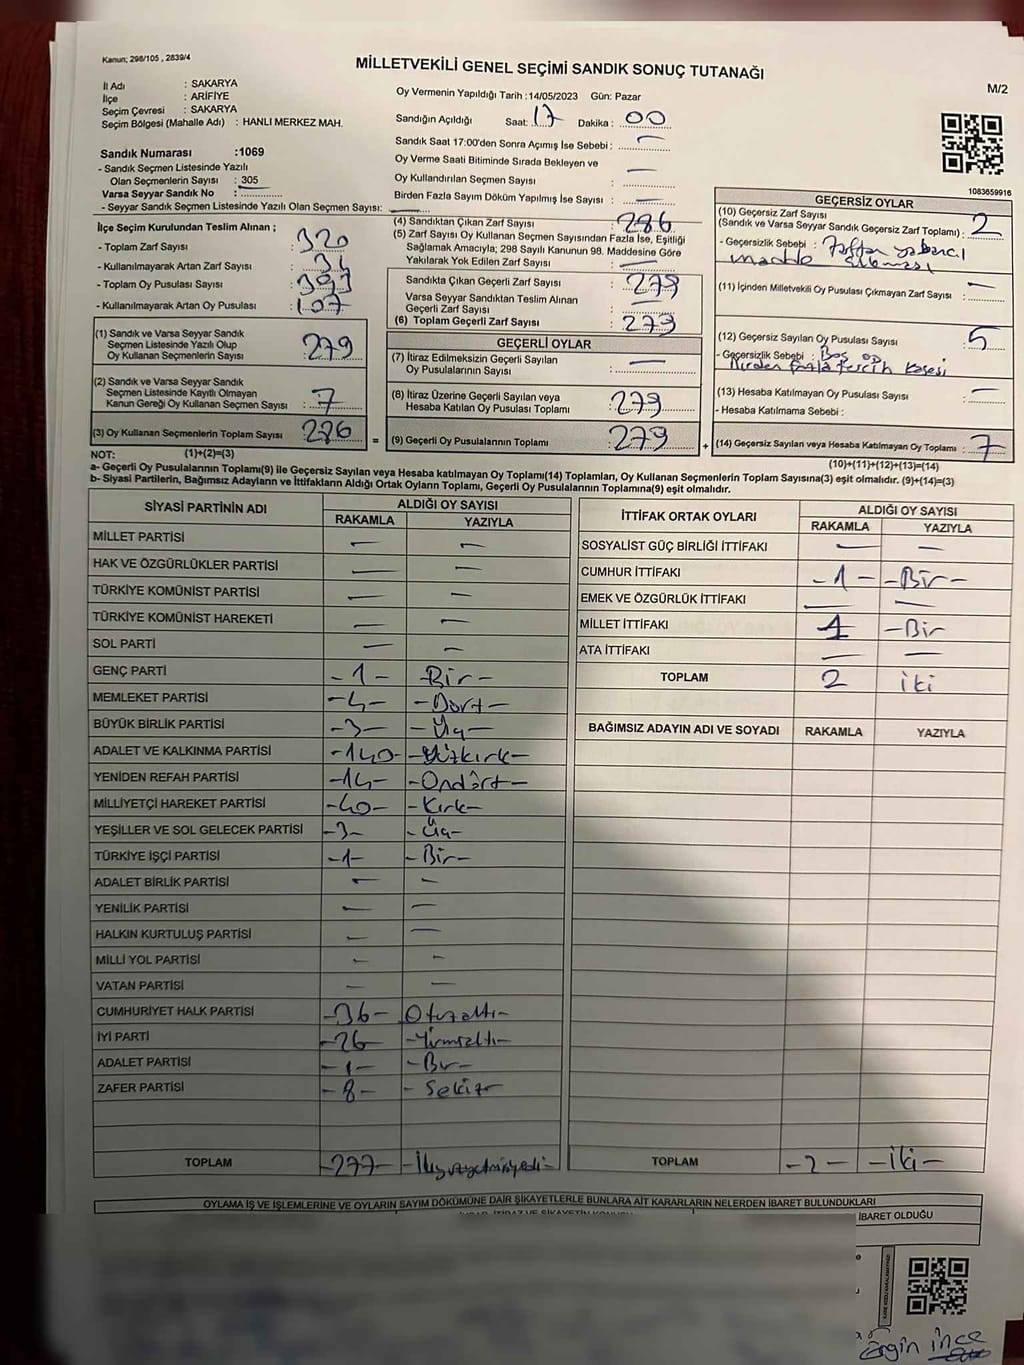 Kanun; 298/105 , 2839/4
MİLLETVEKİLİ GENEL SEÇİMİ SANDIK SONUÇ TUTANAĞI
M/2
İl Adı : SAKARYA
İlçe : ARİFİYE
Seçim Çevresi : SAKARYA
Seçim Bölgesi (Mahalle Adı) : HANLI MERKEZ MAH.
Sandık Numarası :1069
- Sandık Seçmen Listesinde Yazılı
Olan Seçmenlerin Sayısı : 305
Varsa Seyyar Sandık No :
- Seyyar Sandık Seçmen Listesinde Yazılı Olan Seçmen Sayısı:
Oy Vermenin Yapıldığı Tarih :14/05/2023 Gün: Pazar
Sandığın Açıldığı Saat: 17 Dakika : 00
Sandık Saat 17:00'den Sonra Açımış İse Sebebi : —
Oy Verme Saati Bitiminde Sırada Bekleyen ve
Oy Kullandırılan Seçmen Sayısı : —
Birden Fazla Sayım Döküm Yapılmış İse Sayısı : —
1083659916
İlçe Seçim Kurulundan Teslim Alınan ;
- Toplam Zarf Sayısı : 320
- Kullanılmayarak Artan Zarf Sayısı : 34
- Toplam Oy Pusulası Sayısı :
- Kullanılmayarak Artan Oy Pusulası : 107
(1) Sandık ve Varsa Seyyar Sandık
Seçmen Listesinde Yazılı Olup
Oy Kullanan Seçmenlerin Sayısı : 279
(2) Sandık ve Varsa Seyyar Sandık
Seçmen Listesinde Kayıtlı Olmayan
Kanun Gereği Oy Kullanan Seçmen Sayısı : 7
(3) Oy Kullanan Seçmenlerin Toplam Sayısı : 286
(1)+(2)=(3)
(4) Sandıktan Çıkan Zarf Sayısı : 286
(5) Zarf Sayısı Oy Kullanan Seçmen Sayısından Fazla İse, Eşitliği
Sağlamak Amacıyla; 298 Sayılı Kanunun 98. Maddesine Göre
Yakılarak Yok Edilen Zarf Sayısı : —
Sandıkta Çıkan Geçerli Zarf Sayısı : 279
Varsa Seyyar Sandıktan Teslim Alınan
Geçerli Zarf Sayısı : —
(6) Toplam Geçerli Zarf Sayısı : 279
GEÇERLİ OYLAR
(7) İtiraz Edilmeksizin Geçerli Sayılan
Oy Pusulalarının Sayısı : —
(8) İtiraz Üzerine Geçerli Sayılan veya
Hesaba Katılan Oy Pusulası Toplamı : 279
= (9) Geçerli Oy Pusulalarının Toplamı : 279
GEÇERSİZ OYLAR
(10) Geçersiz Zarf Sayısı
(Sandık ve Varsa Seyyar Sandık Geçersiz Zarf Toplamı) : 2
- Geçersizlik Sebebi : Zarftan yabancı
madde çıkması
(11) İçinden Milletvekili Oy Pusulası Çıkmayan Zarf Sayısı : —
(12) Geçersiz Sayılan Oy Pusulası Sayısı : 5
- Geçersizlik Sebebi : Boş oy
Birden fazla tercih kaşesi
(13) Hesaba Katılmayan Oy Pusulası Sayısı : —
- Hesaba Katılmama Sebebi :
+ (14) Geçersiz Sayılan veya Hesaba Katılmayan Oy Toplamı : 7
(10)+(11)+(12)+(13)=(14)
NOT:
a- Geçerli Oy Pusulalarının Toplamı(9) ile Geçersiz Sayılan veya Hesaba katılmayan Oy Toplamı(14) Toplamları, Oy Kullanan Seçmenlerin Toplam Sayısına(3) eşit olmalıdır. (9)+(14)=(3)
b- Siyasi Partilerin, Bağımsız Adayların ve İttifakların Aldığı Ortak Oyların Toplamı, Geçerli Oy Pusulalarının Toplamına(9) eşit olmalıdır.
SİYASİ PARTİNİN ADI ALDIĞI OY SAYISI
RAKAMLA YAZIYLA
MİLLET PARTİSİ — —
HAK VE ÖZGÜRLÜKLER PARTİSİ — —
TÜRKİYE KOMÜNİST PARTİSİ — —
TÜRKİYE KOMÜNİST HAREKETİ — —
SOL PARTİ — —
GENÇ PARTİ -1- -Bir-
MEMLEKET PARTİSİ -4- -Dört-
BÜYÜK BİRLİK PARTİSİ -3- -Üç-
ADALET VE KALKINMA PARTİSİ -140- -Yüzkırk-
YENİDEN REFAH PARTİSİ -14- -Ondört-
MİLLİYETÇİ HAREKET PARTİSİ -40- -Kırk-
YEŞİLLER VE SOL GELECEK PARTİSİ -3- -Üç-
TÜRKİYE İŞÇİ PARTİSİ -1- -Bir-
ADALET BİRLİK PARTİSİ — —
YENİLİK PARTİSİ — —
HALKIN KURTULUŞ PARTİSİ — —
MİLLİ YOL PARTİSİ — —
VATAN PARTİSİ — —
CUMHURİYET HALK PARTİSİ -36- Otuzaltı-
İYİ PARTİ -26- -Yirmialtı-
ADALET PARTİSİ -1- -Bir-
ZAFER PARTİSİ -8- -Sekiz-
TOPLAM -277- -İkiyüzyetmişyedi-
İTTİFAK ORTAK OYLARI ALDIĞI OY SAYISI
RAKAMLA YAZIYLA
SOSYALİST GÜÇ BİRLİĞİ İTTİFAKI — —
CUMHUR İTTİFAKI -1- -Bir-
EMEK VE ÖZGÜRLÜK İTTİFAKI — —
MİLLET İTTİFAKI 1 -Bir
ATA İTTİFAKI — —
TOPLAM 2 iki
BAĞIMSIZ ADAYIN ADI VE SOYADI RAKAMLA YAZIYLA
TOPLAM -2- -İki-
OYLAMA İŞ VE İŞLEMLERİNE VE OYLARIN SAYIM DÖKÜMÜNE DAİR ŞİKAYETLERLE BUNLARA AİT KARARLARIN NELERDEN İBARET BULUNDUKLARI
İBARET OLDUĞU
Engin ince